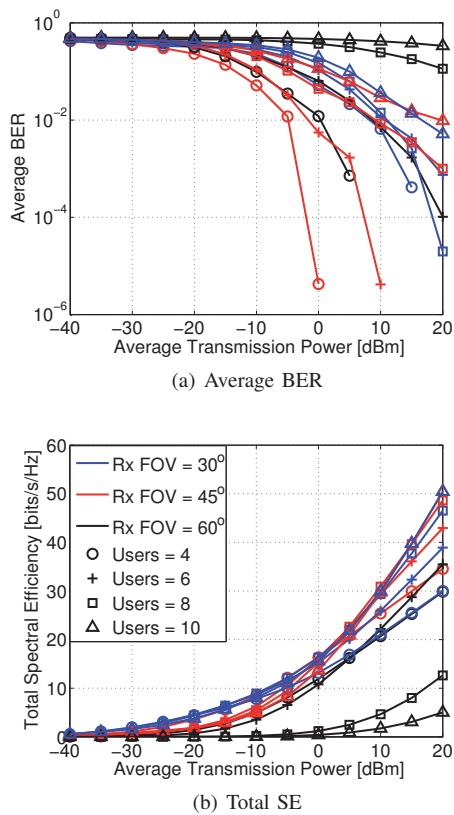 10^0
10^-2
10^-4
10^-6
Average BER
-40 -30 -20 -10 0 10 20
Average Transmission Power [dBm]
(a) Average BER
60
50
40
30
20
10
0
Total Spectral Efficiency [bits/s/Hz]
Rx FOV = 30°
Rx FOV = 45°
Rx FOV = 60°
Users = 4
Users = 6
Users = 8
Users = 10
-40 -30 -20 -10 0 10 20
Average Transmission Power [dBm]
(b) Total SE